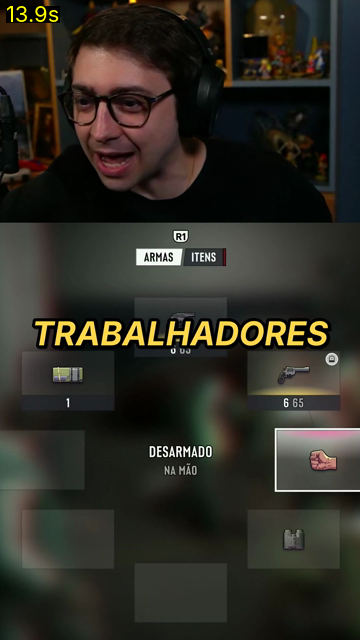 13.9s
R1
ARMAS ITENS
TRABALHADORES
1
6 65
DESARMADO
NA MÃO